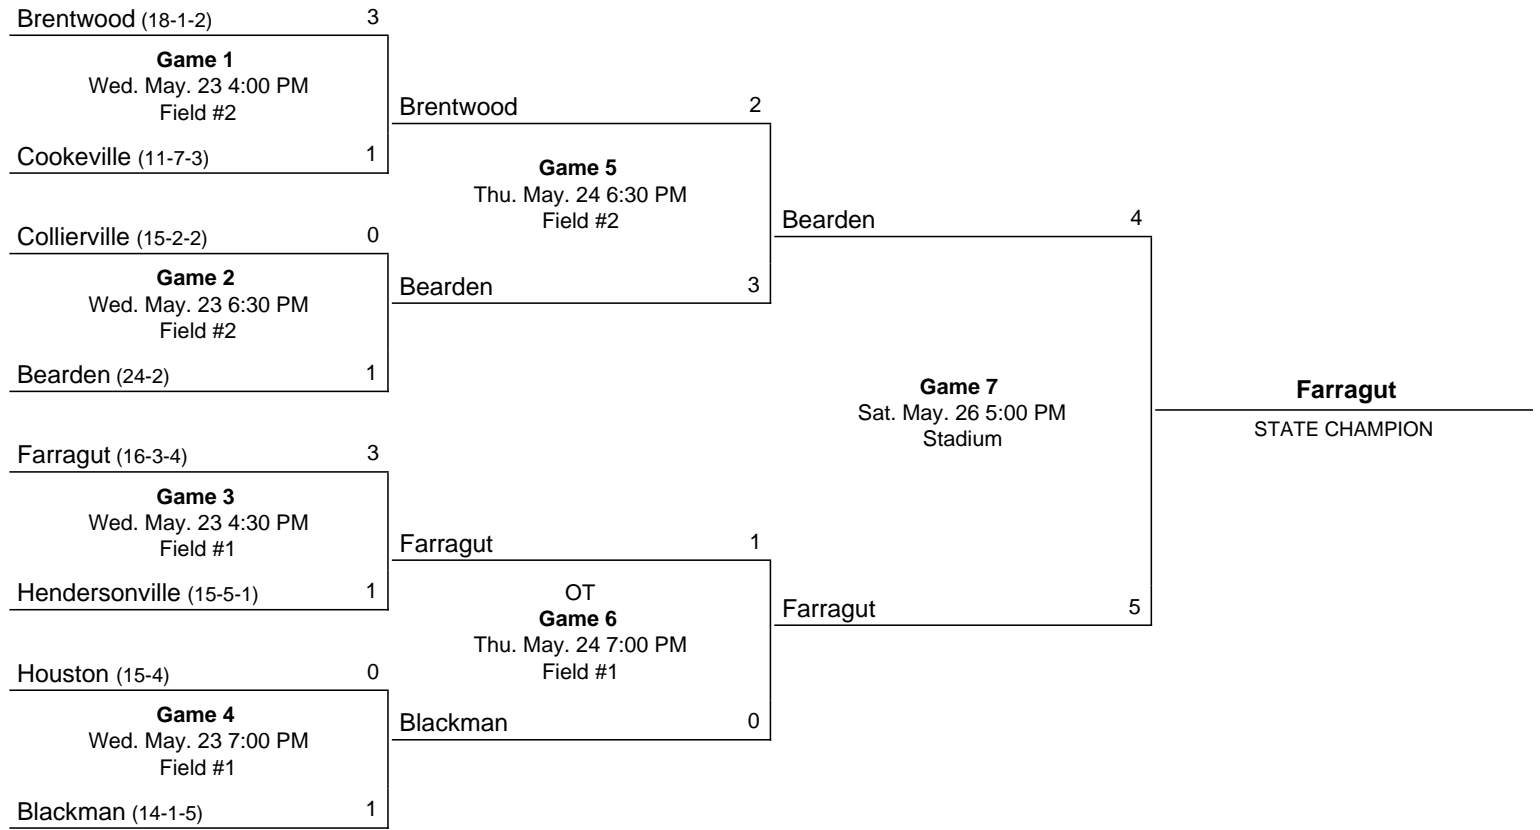 Brentwood (18-1-2) 3
Game 1
Wed. May. 23 4:00 PM
Field #2
Cookeville (11-7-3) 1
Collierville (15-2-2) 0
Game 2
Wed. May. 23 6:30 PM
Field #2
Bearden (24-2) 1
Farragut (16-3-4) 3
Game 3
Wed. May. 23 4:30 PM
Field #1
Hendersonville (15-5-1) 1
Houston (15-4) 0
Game 4
Wed. May. 23 7:00 PM
Field #1
Blackman (14-1-5) 1
Brentwood 2
Game 5
Thu. May. 24 6:30 PM
Field #2
Bearden 3
Farragut 1
OT
Game 6
Thu. May. 24 7:00 PM
Field #1
Blackman 0
Bearden 4
Game 7
Sat. May. 26 5:00 PM
Stadium
Farragut 5
Farragut
STATE CHAMPION